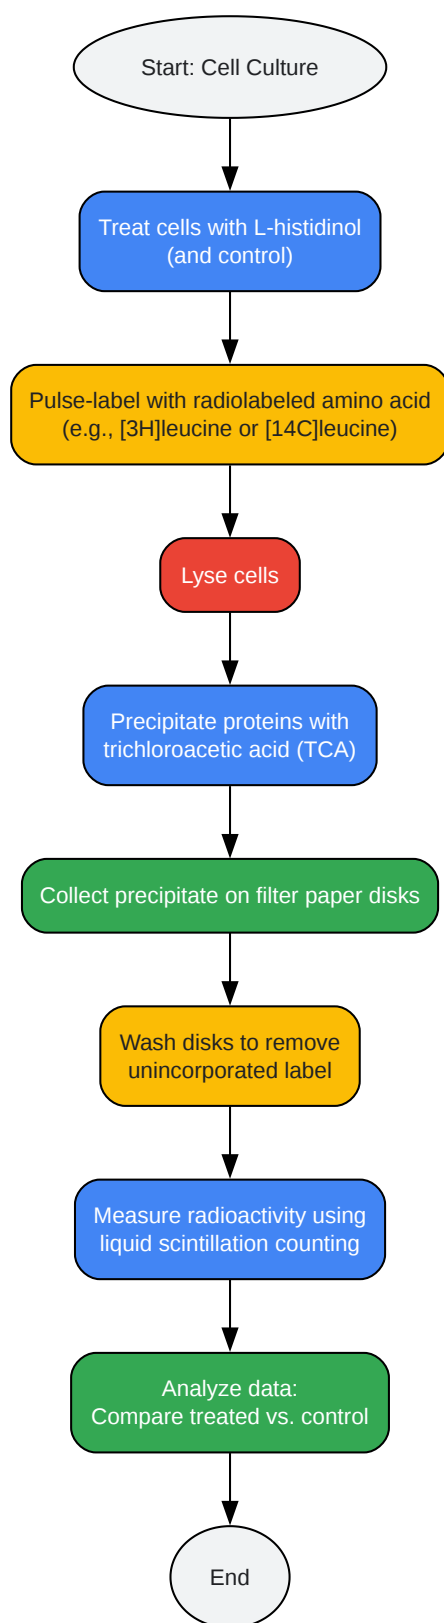 Start: Cell Culture
Treat cells with L-histidinol
(and control)
Pulse-label with radiolabeled amino acid
(e.g., [3H]leucine or [14C]leucine)
Lyse cells
Precipitate proteins with
trichloroacetic acid (TCA)
Collect precipitate on filter paper disks
Wash disks to remove
unincorporated label
Measure radioactivity using
liquid scintillation counting
Analyze data:
Compare treated vs. control
End